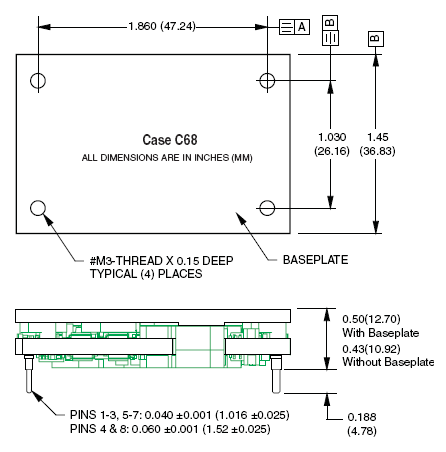 1.860 (47.24)
A
B
B
1.030
(26.16)
1.45
(36.83)
Case C68
ALL DIMENSIONS ARE IN INCHES (MM)
#M3-THREAD X 0.15 DEEP
TYPICAL (4) PLACES
BASEPLATE
0.50(12.70)
With Baseplate
0.43(10.92)
Without Baseplate
PINS 1-3, 5-7: 0.040 ±0.001 (1.016 ±0.025)
PINS 4 & 8: 0.060 ±0.001 (1.52 ±0.025)
0.188
(4.78)